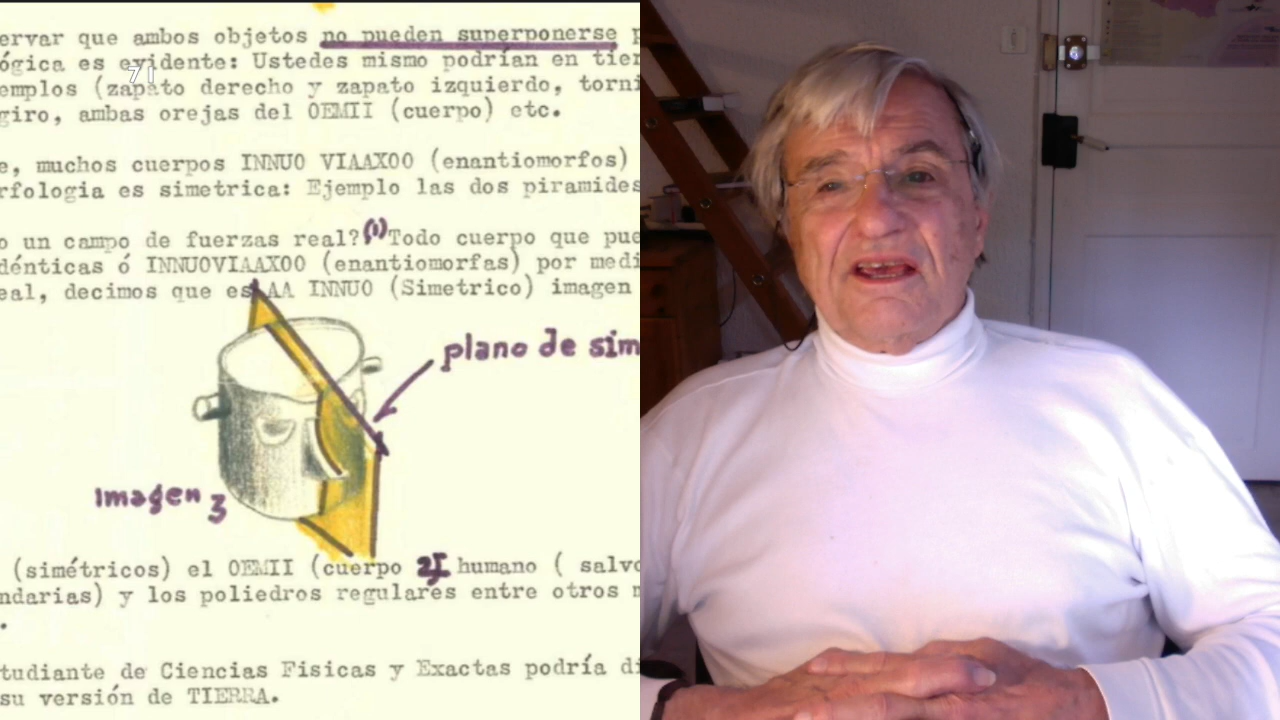 ervar que ambos objetos no pueden superponerse p
ógica es evidente: Ustedes mismo podrían en tier
71
emplos (zapato derecho y zapato izquierdo, torni
giro, ambas orejas del OEMII (cuerpo) etc.
e, muchos cuerpos INNUO VIAAXOO (enantiomorfos)
rfologia es simetrica: Ejemplo las dos piramides
o un campo de fuerzas real?(1) Todo cuerpo que pue
dénticas ó INNUOVIAAXOO (enantiomorfas) por medi
eal, decimos que es AA INNUO (Simetrico) imagen
plano de sim
imagen 3
(simétricos) el OEMII (cuerpo humano ( salvo
ndarias) y los poliedros regulares entre otros m
.
tudiante de Ciencias Fisicas y Exactas podría di
su versión de TIERRA.